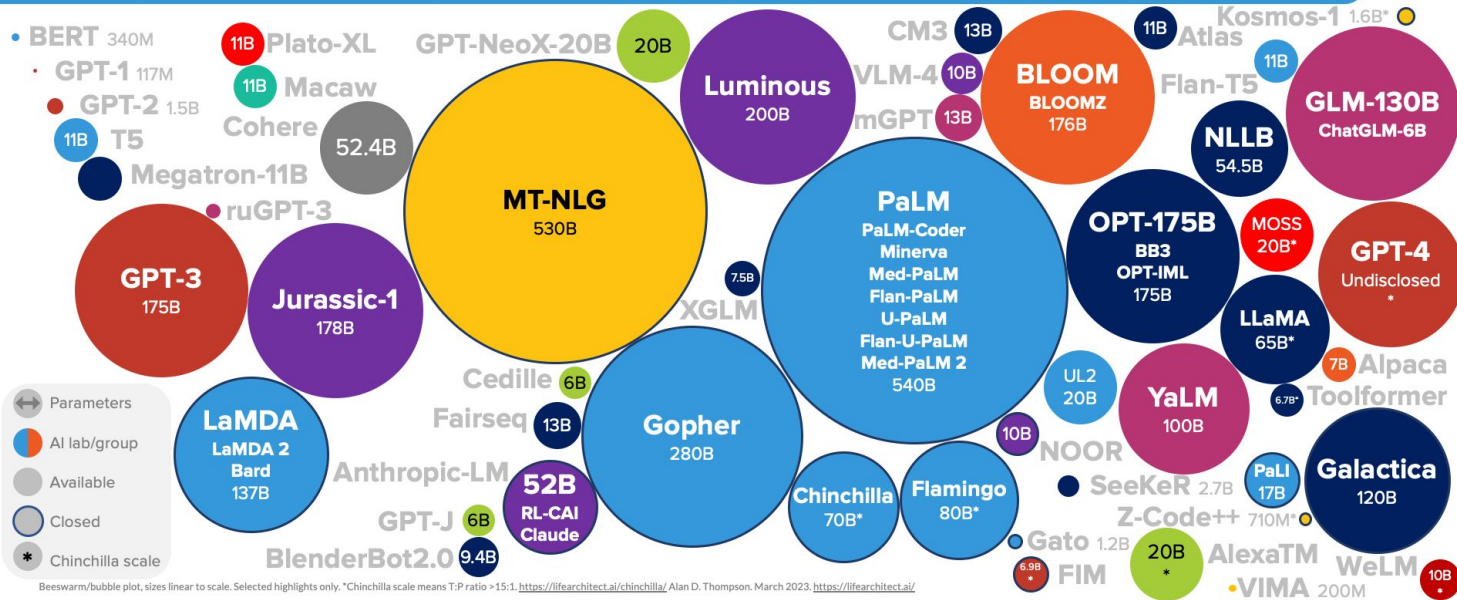 BERT 340M
GPT-1 117M
GPT-2 1.5B
11B T5
Megatron-11B
11B Plato-XL
11B Macaw
Cohere
52.4B
ruGPT-3
GPT-3
175B
Jurassic-1
178B
GPT-NeoX-20B 20B
MT-NLG
530B
Luminous
200B
CM3 13B
VLM-4 10B
mGPT 13B
BLOOM
BLOOMZ
176B
11B Atlas
Kosmos-1 1.6B*
11B
Flan-T5
GLM-130B
ChatGLM-6B
NLLB
54.5B
PaLM
PaLM-Coder
Minerva
Med-PaLM
Flan-PaLM
U-PaLM
Flan-U-PaLM
Med-PaLM 2
540B
OPT-175B
BB3
OPT-IML
175B
MOSS
20B*
GPT-4
Undisclosed
*
7.5B
XGLM
LLaMA
65B*
7B Alpaca
6.7B* Toolformer
UL2
20B
YaLM
100B
Parameters
AI lab/group
Available
Closed
* Chinchilla scale
LaMDA
LaMDA 2
Bard
137B
Cedille 6B
Fairseq 13B
Anthropic-LM
52B
RL-CAI
Claude
GPT-J 6B
BlenderBot2.0 9.4B
Gopher
280B
Chinchilla
70B*
Flamingo
80B*
10B
NOOR
SeeKeR 2.7B
PaLI
17B
Galactica
120B
Z-Code++ 710M*
Gato 1.2B
6.9B
*
FIM
20B
*
AlexaTM
VIMA 200M
WeLM
10B
*
Beeswarm/bubble plot, sizes linear to scale. Selected highlights only. *Chinchilla scale means T:P ratio >15:1. https://lifearchitect.ai/chinchilla/ Alan D. Thompson. March 2023. https://lifearchitect.ai/